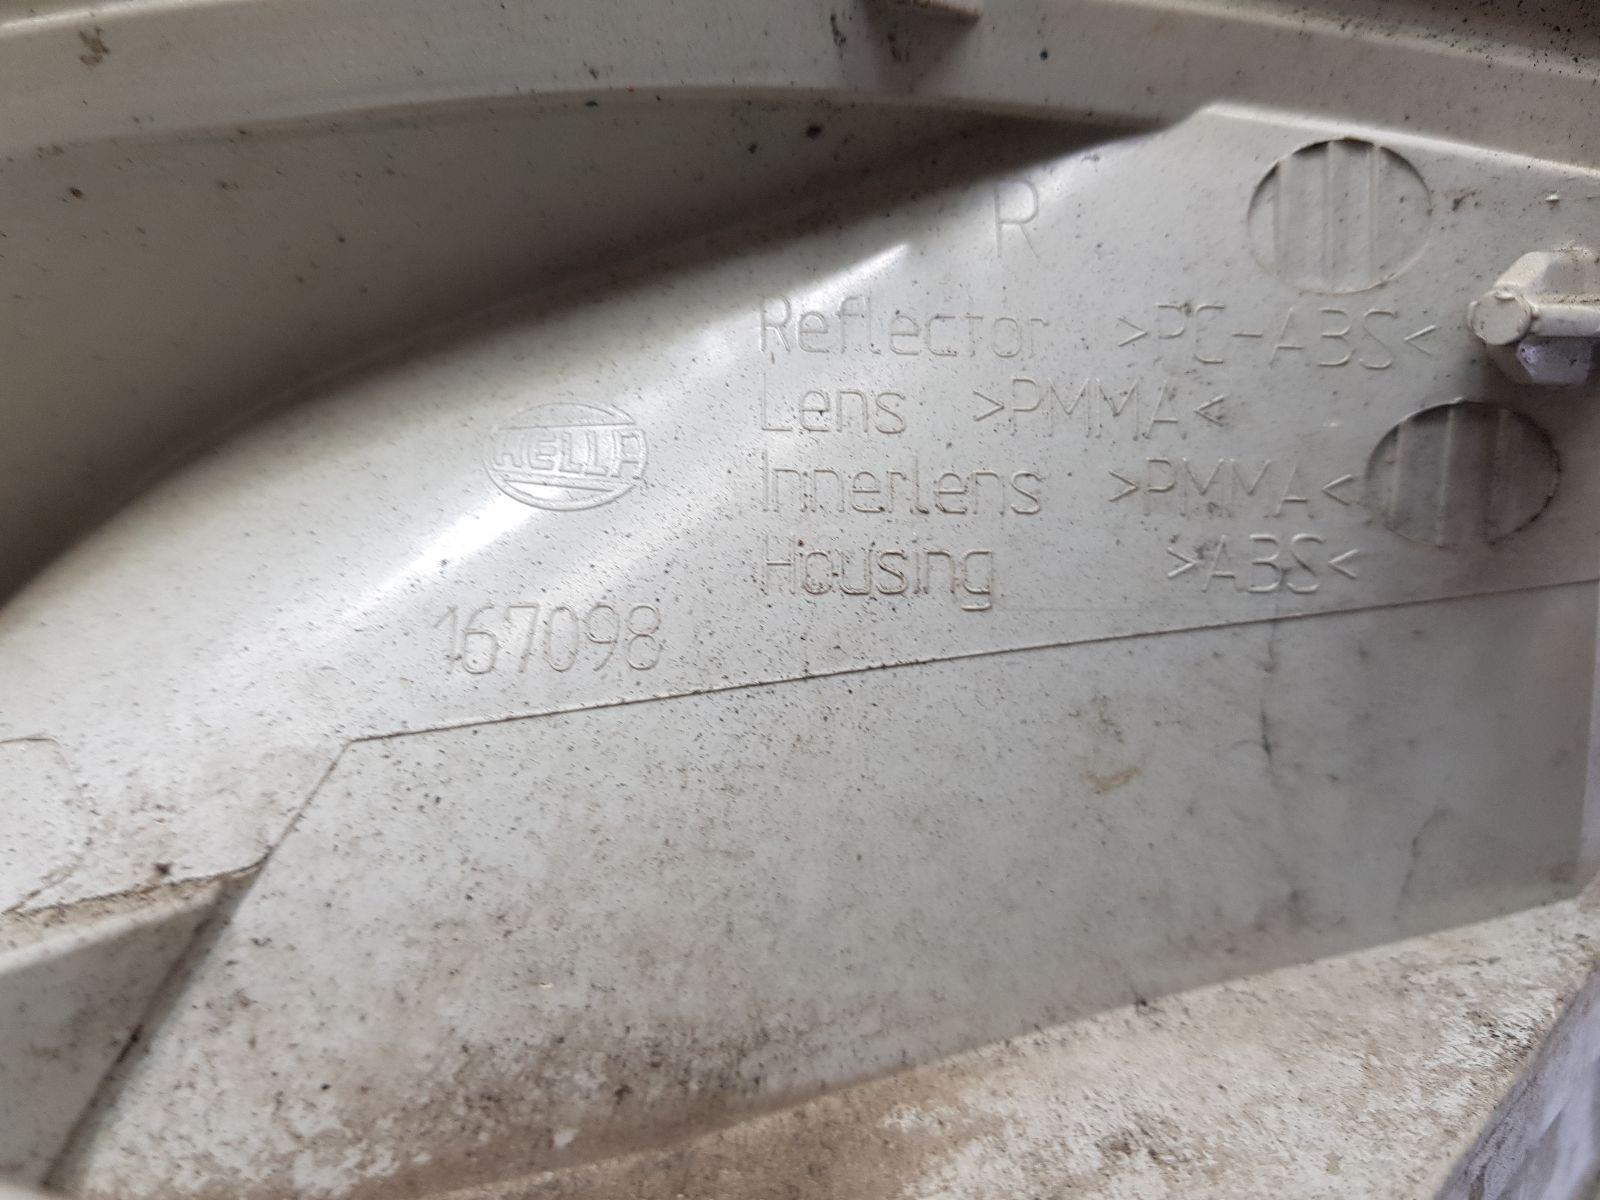 R
Reflector >PC-ABS<
Lens >PMMA<
HELLA
Innerlens >PMMA<
Housing >ABS<
167098